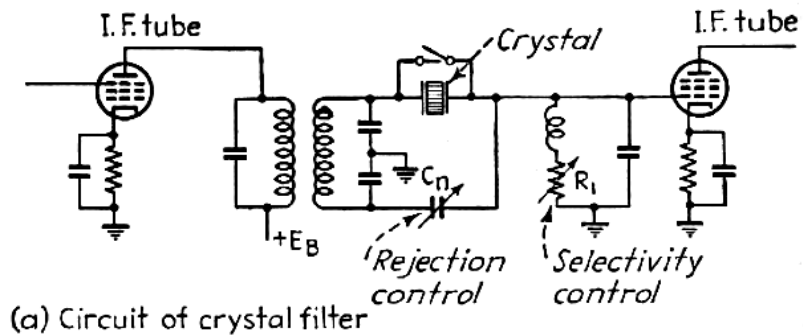 I.F. tube
Crystal
I.F. tube
Cn
R1
+EB
Rejection
control
Selectivity
control
(a) Circuit of crystal filter